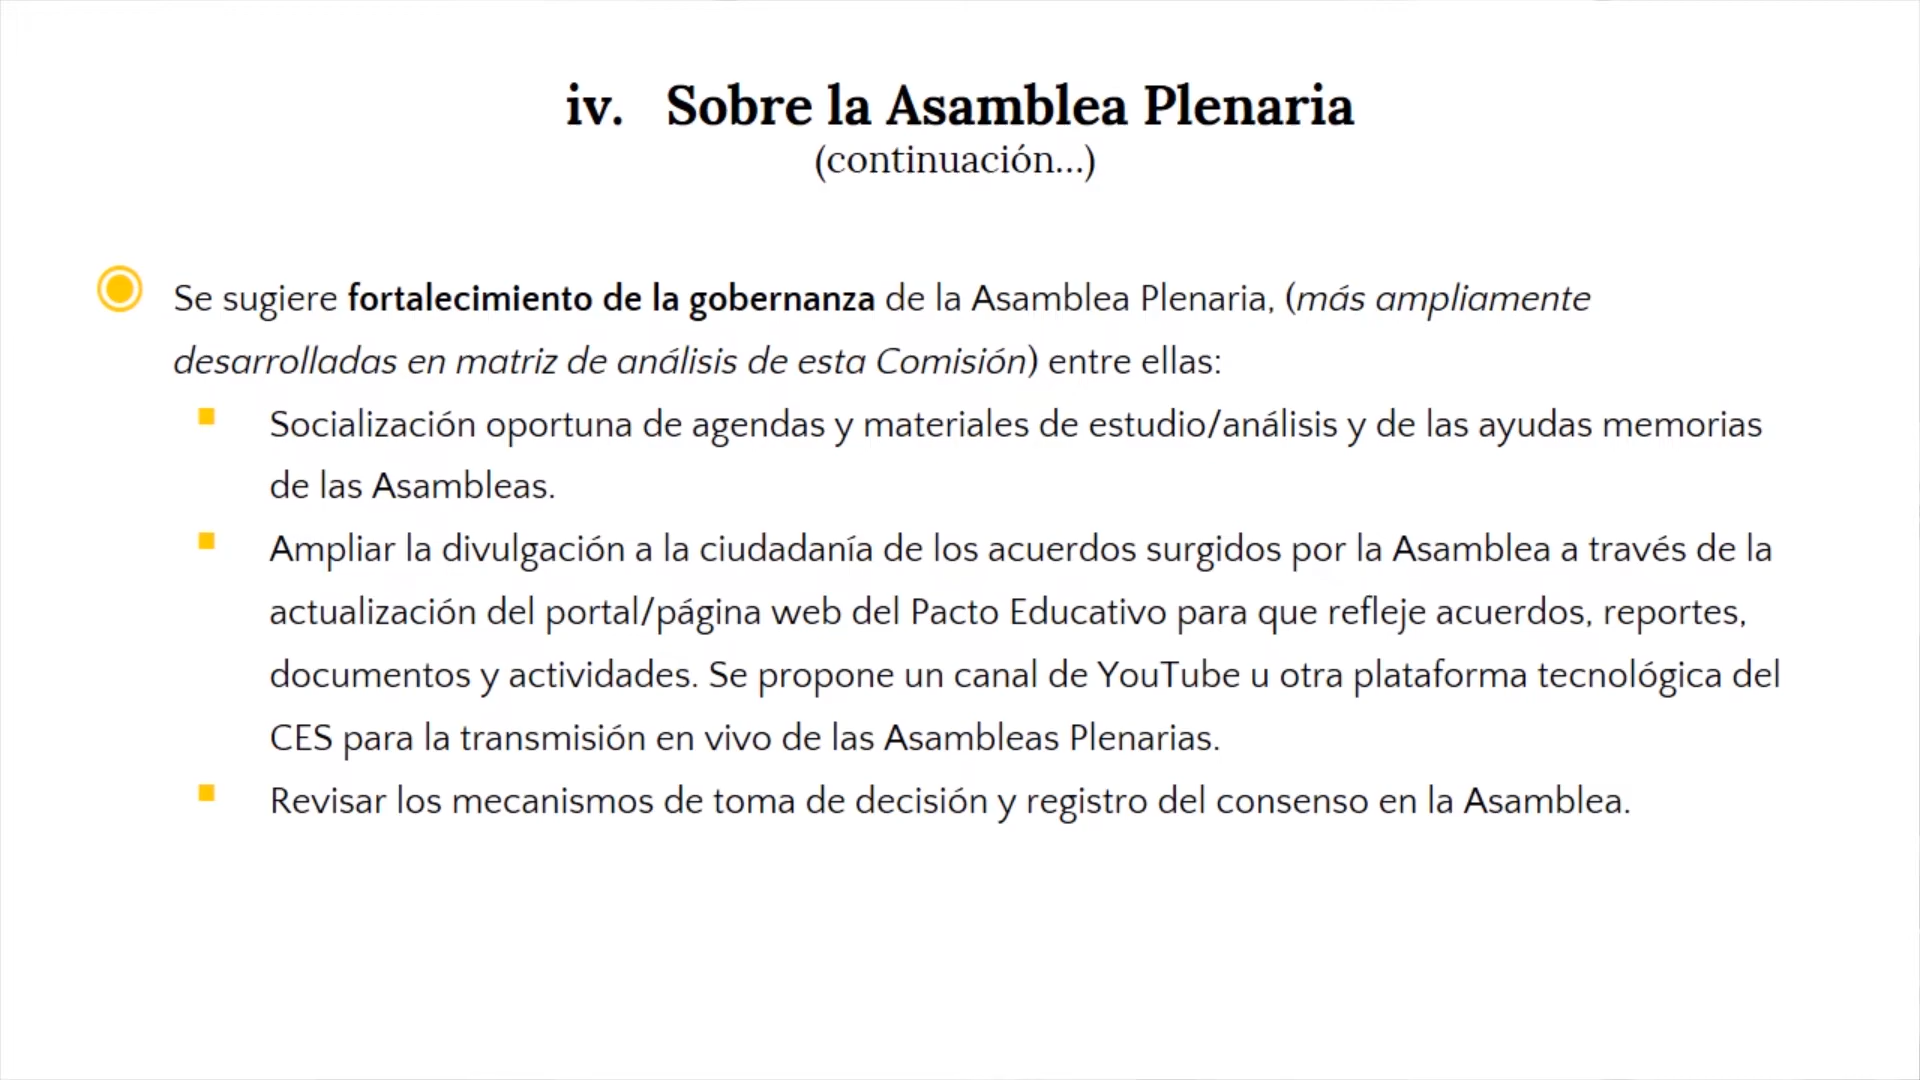 iv. Sobre la Asamblea Plenaria
(continuación...)
Se sugiere fortalecimiento de la gobernanza de la Asamblea Plenaria, (más ampliamente
desarrolladas en matriz de análisis de esta Comisión) entre ellas:
Socialización oportuna de agendas y materiales de estudio/análisis y de las ayudas memorias
de las Asambleas.
Ampliar la divulgación a la ciudadanía de los acuerdos surgidos por la Asamblea a través de la
actualización del portal/página web del Pacto Educativo para que refleje acuerdos, reportes,
documentos y actividades. Se propone un canal de YouTube u otra plataforma tecnológica del
CES para la transmisión en vivo de las Asambleas Plenarias.
Revisar los mecanismos de toma de decisión y registro del consenso en la Asamblea.